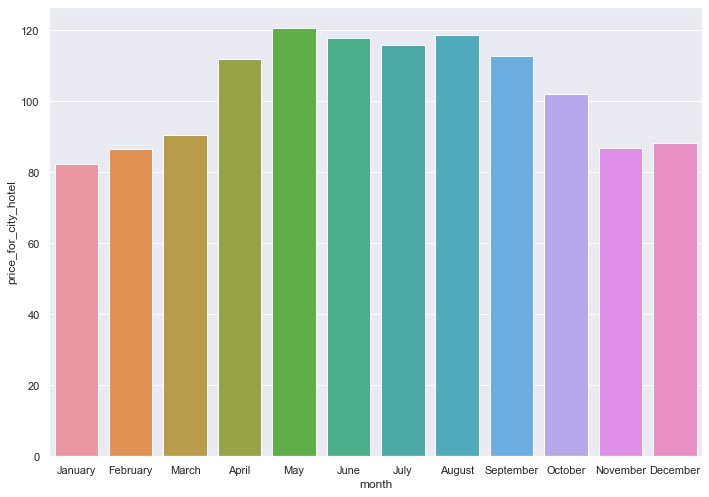 120
100
80
60
40
20
0
price_for_city_hotel
January February March April May June July August September October November December
month